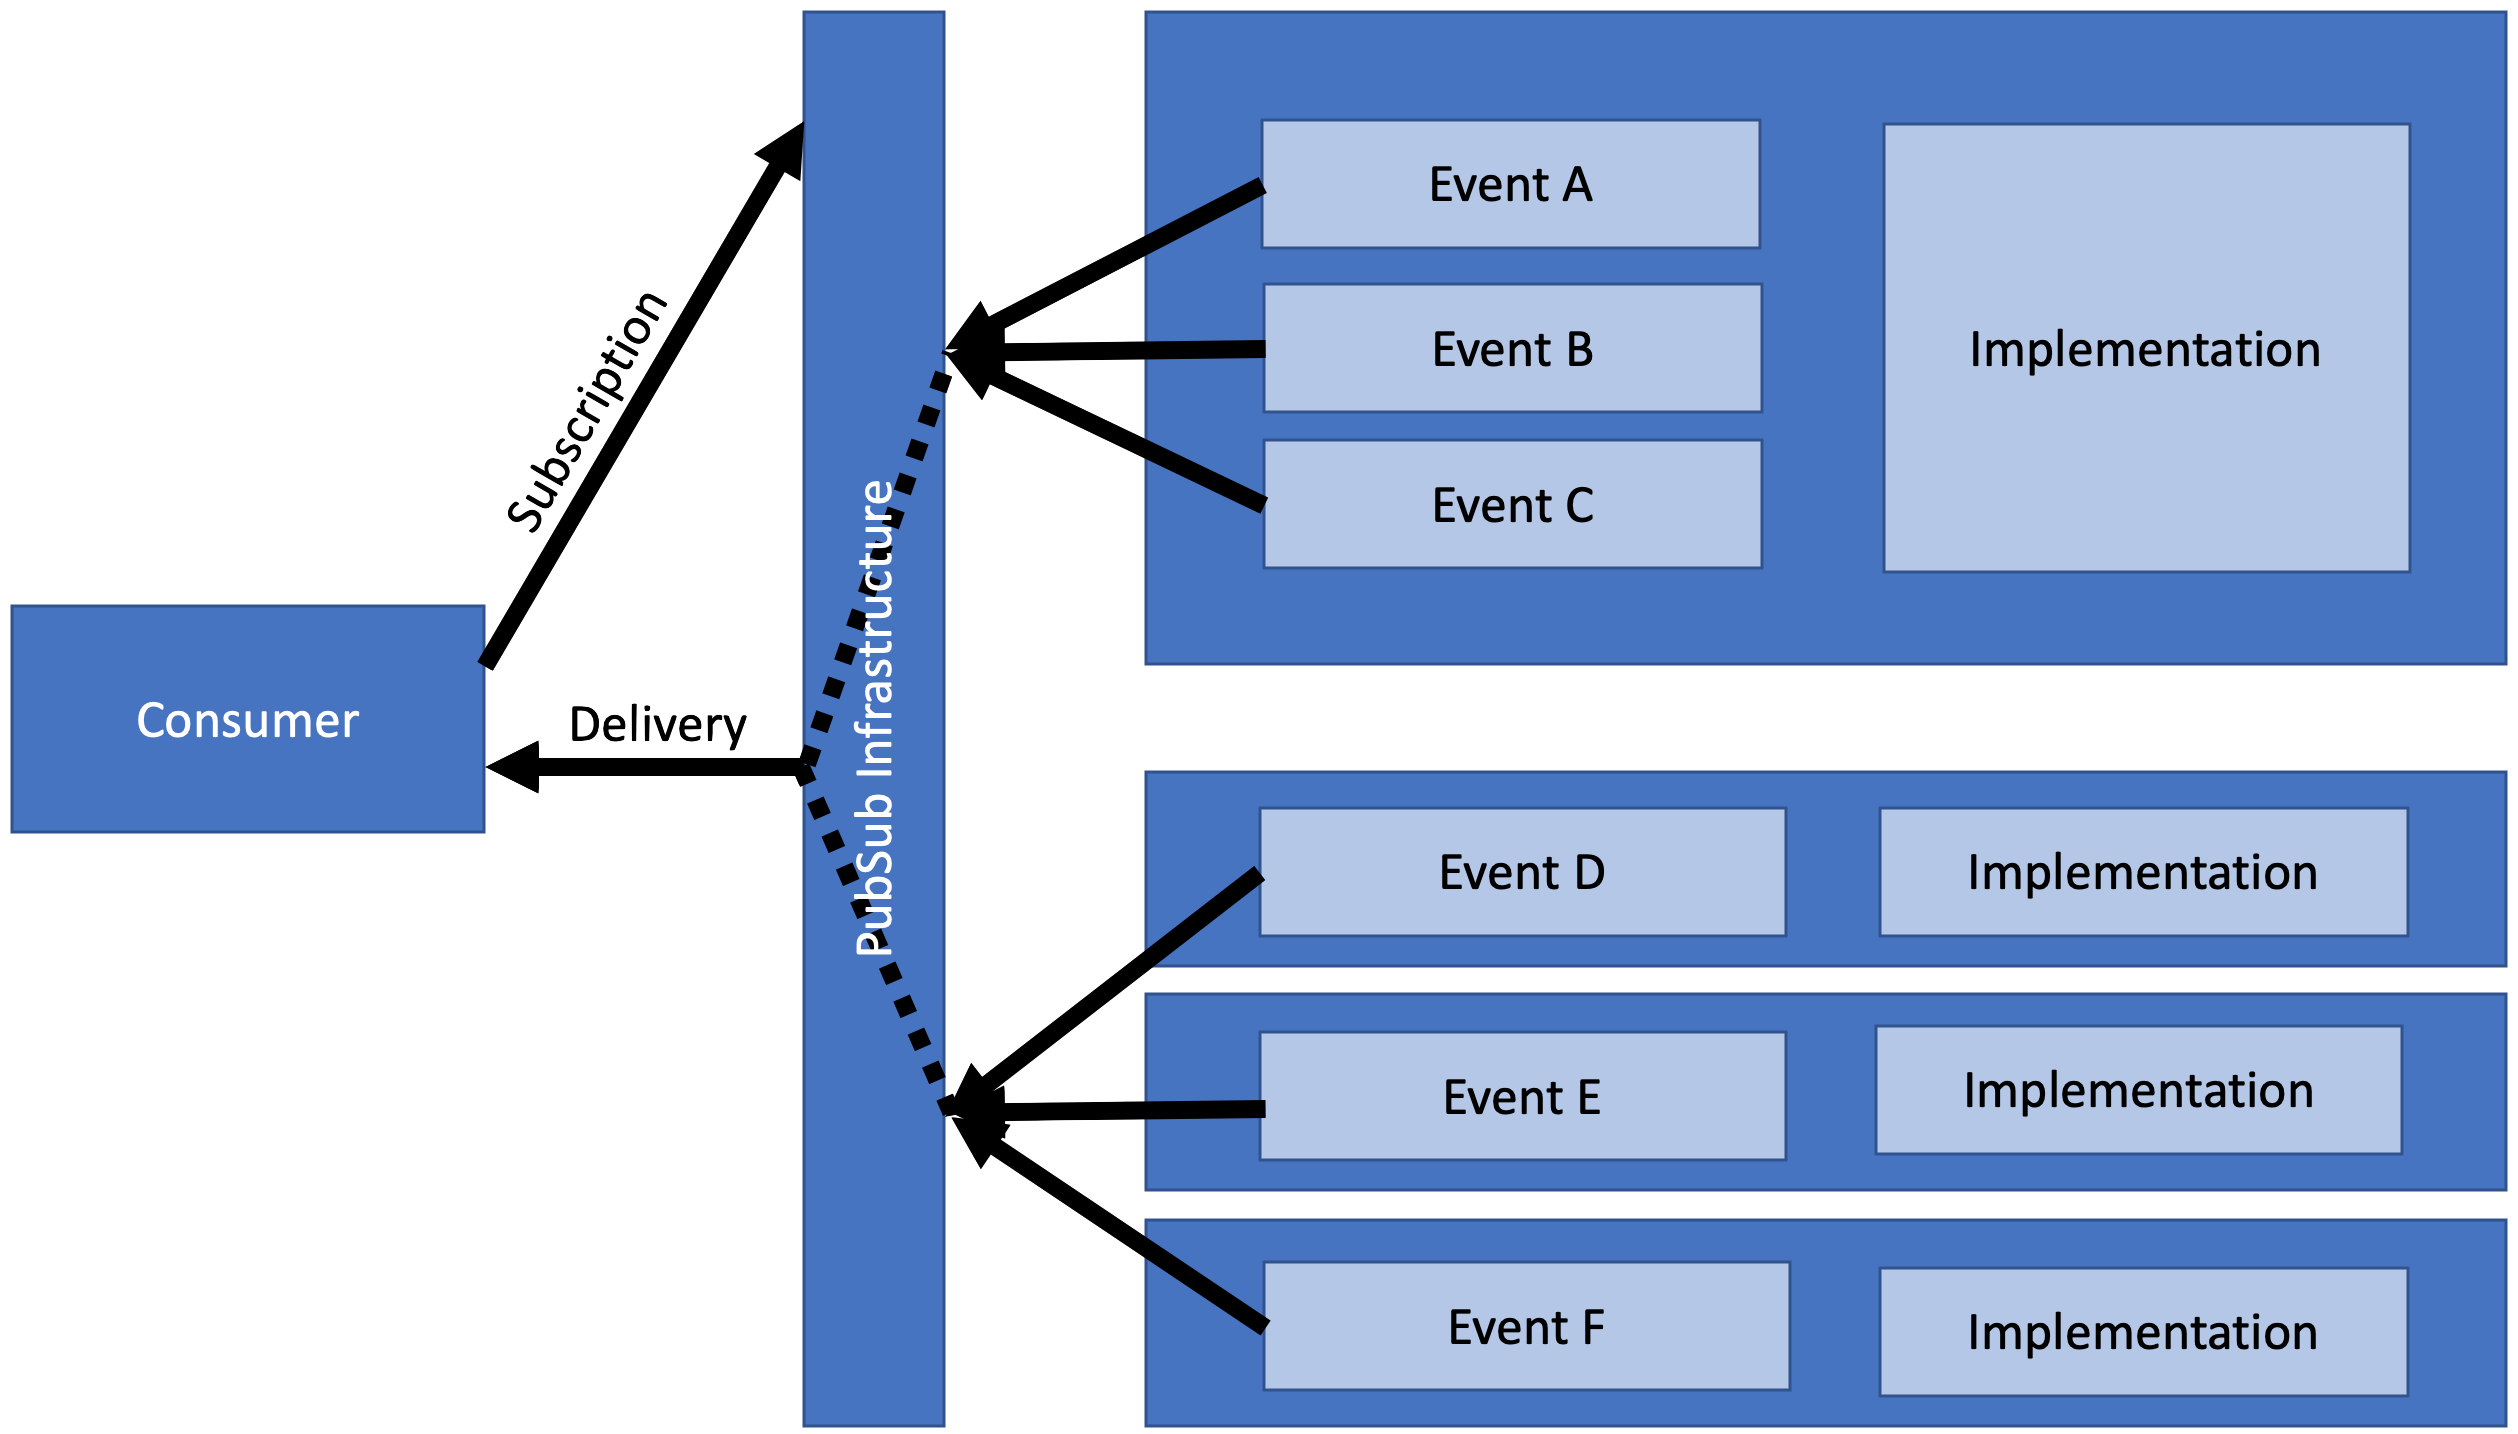 Subscription
Consumer
Delivery
PubSub Infrastructure
Event A
Event B
Event C
Implementation
Event D
Implementation
Event E
Implementation
Event F
Implementation